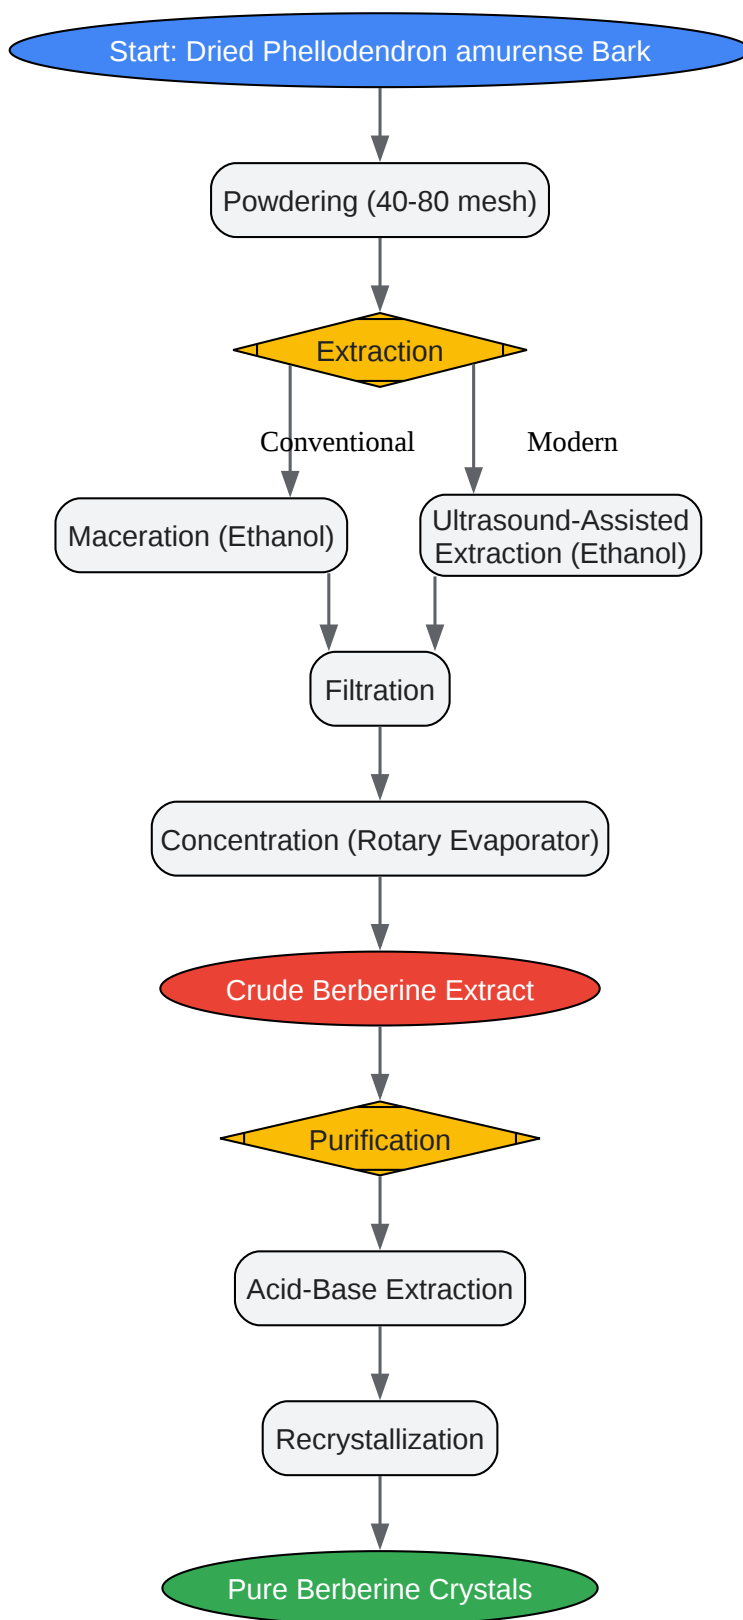 Start: Dried Phellodendron amurense Bark
Powdering (40-80 mesh)
Extraction
Conventional
Modern
Maceration (Ethanol)
Ultrasound-Assisted
Extraction (Ethanol)
Filtration
Concentration (Rotary Evaporator)
Crude Berberine Extract
Purification
Acid-Base Extraction
Recrystallization
Pure Berberine Crystals